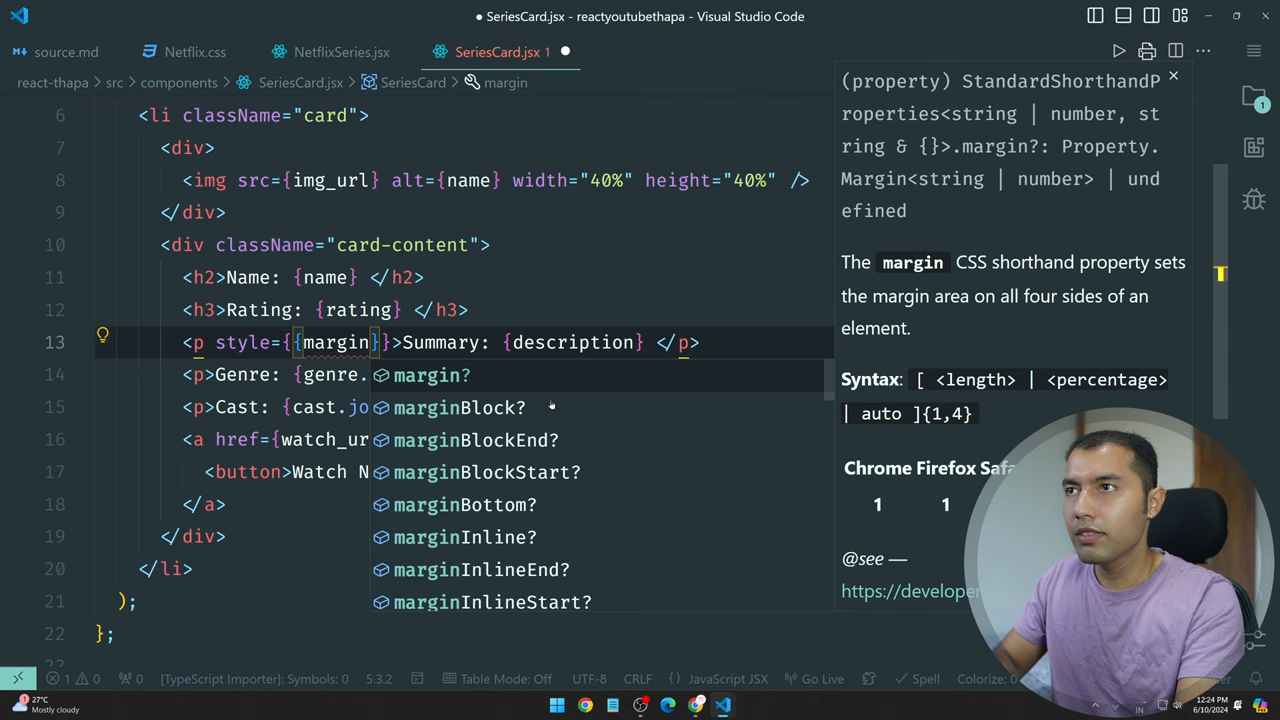 ● SeriesCard.jsx - reactyoutubethapa - Visual Studio Code
source.md
Netflix.css
NetflixSeries.jsx
SeriesCard.jsx 1
react-thapa > src > components > SeriesCard.jsx > SeriesCard > margin
6 <li className="card">
7 <div>
8 <img src={img_url} alt={name} width="40%" height="40%" />
9 </div>
10 <div className="card-content">
11 <h2>Name: {name} </h2>
12 <h3>Rating: {rating} </h3>
13 <p style={{margin}}>Summary: {description} </p>
14 <p>Genre: {genre.
15 <p>Cast: {cast.jo
16 <a href={watch_ur
17 <button>Watch N
18 </a>
19 </div>
20 </li>
21 );
22 };
margin?
marginBlock?
marginBlockEnd?
marginBlockStart?
marginBottom?
marginInline?
marginInlineEnd?
marginInlineStart?
(property) StandardShorthandP
roperties<string | number, st
ring & {}>.margin?: Property.
Margin<string | number> | und
efined
The margin CSS shorthand property sets
the margin area on all four sides of an
element.
Syntax: [ <length> | <percentage>
| auto ]{1,4}
Chrome Firefox Safa
1 1
@see —
https://develope
1
1 0 0 [TypeScript Importer]: Symbols: 0 5.3.2 Table Mode: Off UTF-8 CRLF {} JavaScript JSX Go Live Spell Colorize: 0
27°C
Mostly cloudy
IN
12:24 PM
6/10/2024